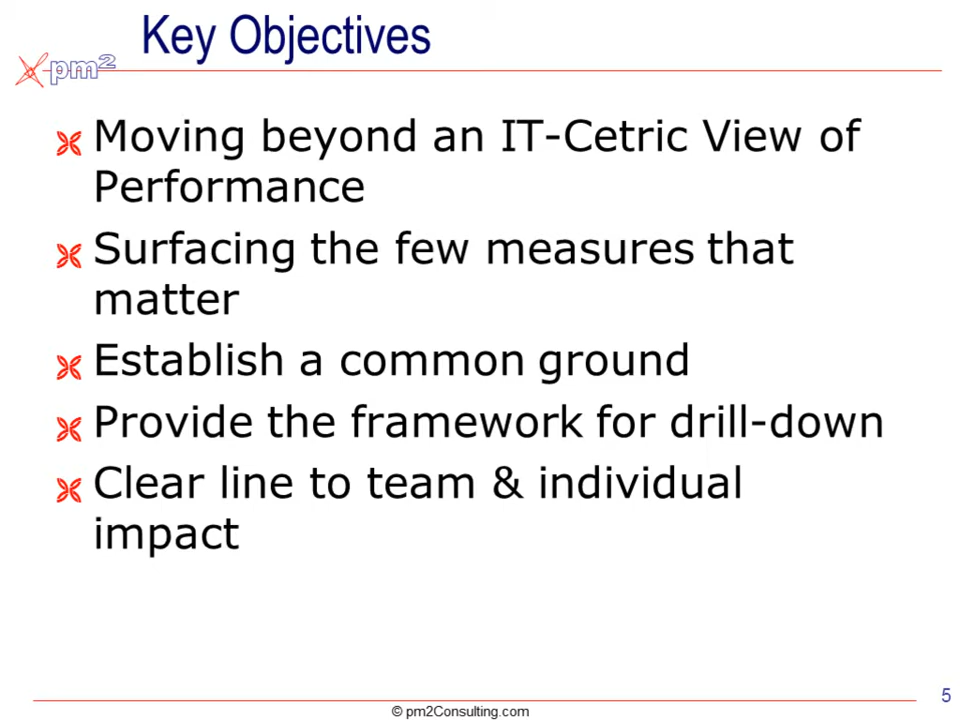 Key Objectives
pm²
Moving beyond an IT-Cetric View of
Performance
Surfacing the few measures that
matter
Establish a common ground
Provide the framework for drill-down
Clear line to team & individual
impact
5
© pm2Consulting.com